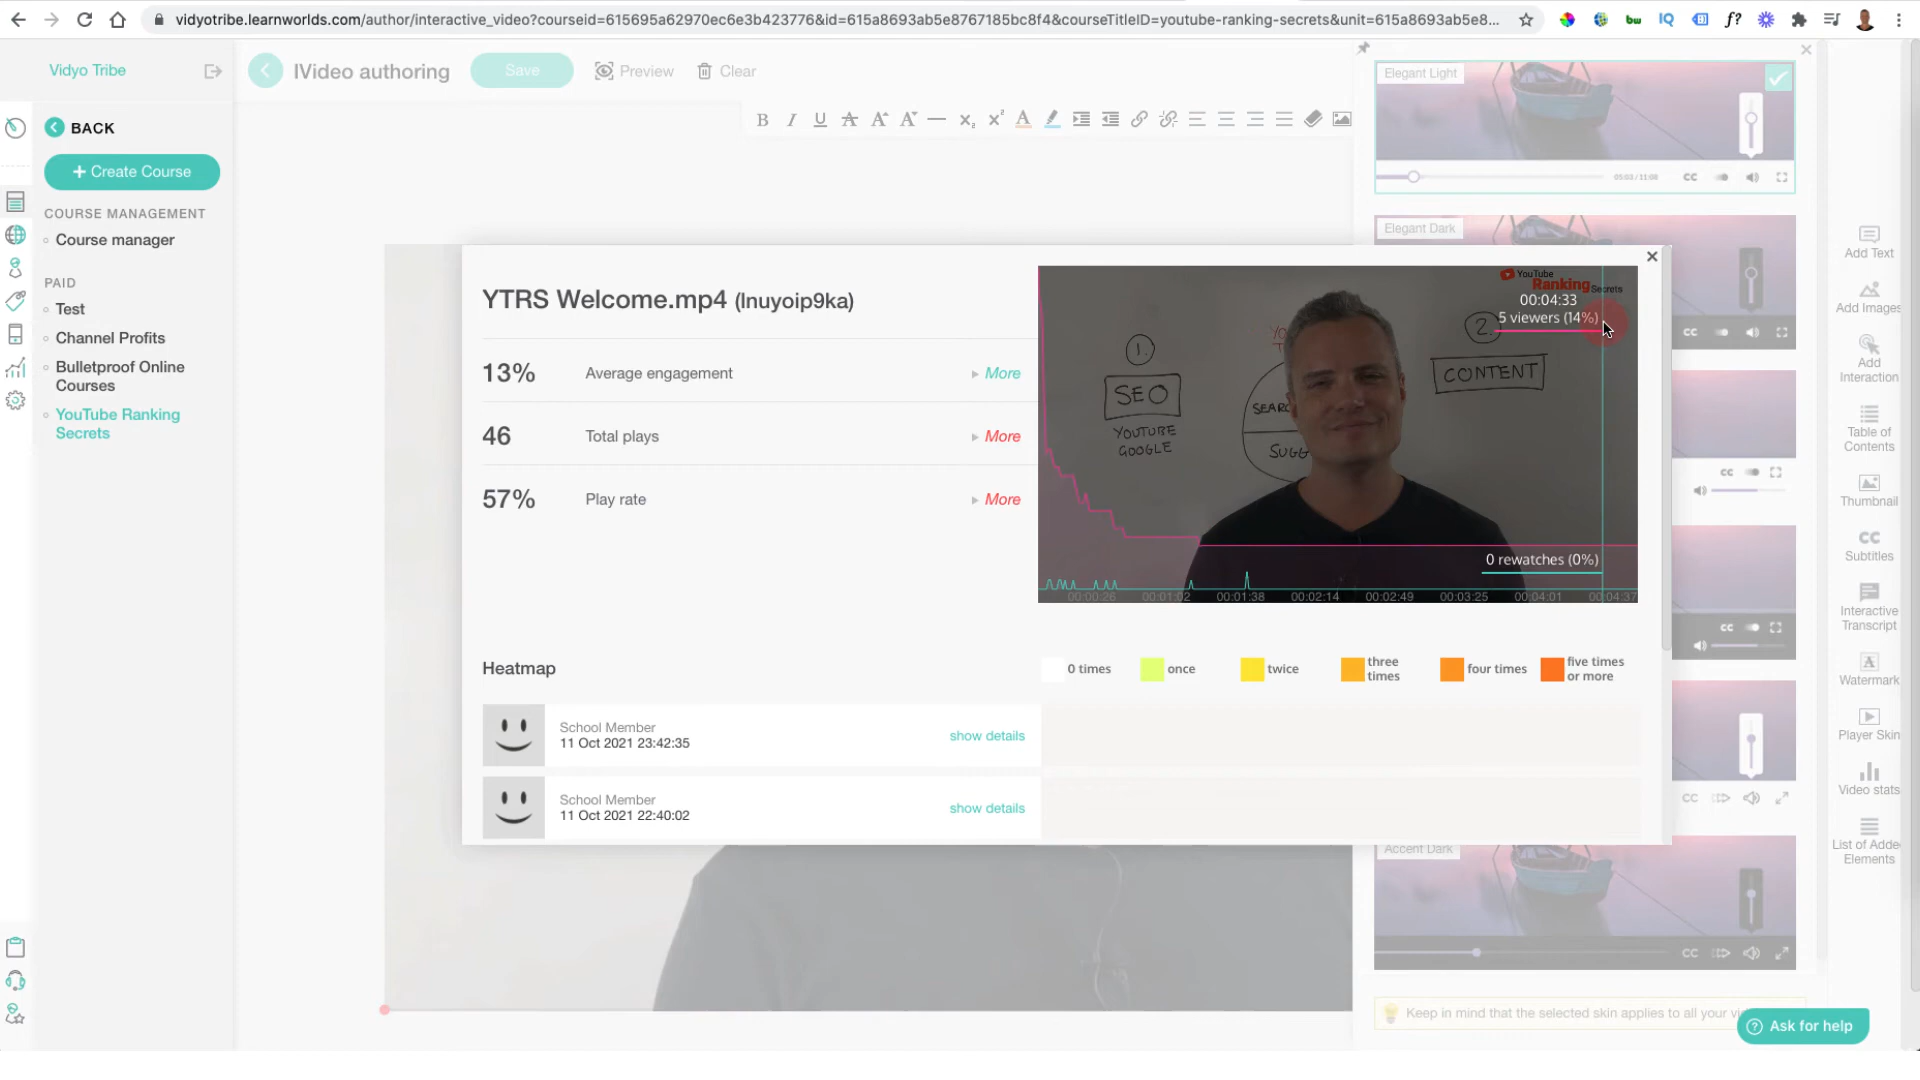 vidyotribe.learnworlds.com/author/interactive_video?courseid=615695a62970ec6e3b423776&id=615a8693ab5e8767185bc8f4&courseTitleID=youtube-ranking-secrets&unit=615a8693ab5e8...
Vidyo Tribe
IVideo authoring
Save
Preview
Clear
BACK
+ Create Course
COURSE MANAGEMENT
Course manager
PAID
Test
Channel Profits
Bulletproof Online
Courses
YouTube Ranking
Secrets
YTRS Welcome.mp4 (lnuyoip9ka)
13% Average engagement More
46 Total plays More
57% Play rate More
YouTube
Ranking
Secrets
00:04:33
5 viewers (14%)
1.
SEO
YOUTUBE
GOOGLE
2.
CONTENT
0 rewatches (0%)
00:00:26 00:01:02 00:01:38 00:02:14 00:02:49 00:03:25 00:04:01 00:04:37
Heatmap
0 times
once
twice
three
times
four times
five times
or more
School Member
11 Oct 2021 23:42:35
show details
School Member
11 Oct 2021 22:40:02
show details
Elegant Light
05:03 / 11:08
CC
Elegant Dark
CC
CC
CC
CC
Accent Dark
CC
Keep in mind that the selected skin applies to all your
Add Text
Add Images
Add
Interaction
Table of
Contents
Thumbnail
CC
Subtitles
Interactive
Transcript
Watermark
Player Skin
Video stats
List of Adde
Elements
Ask for help